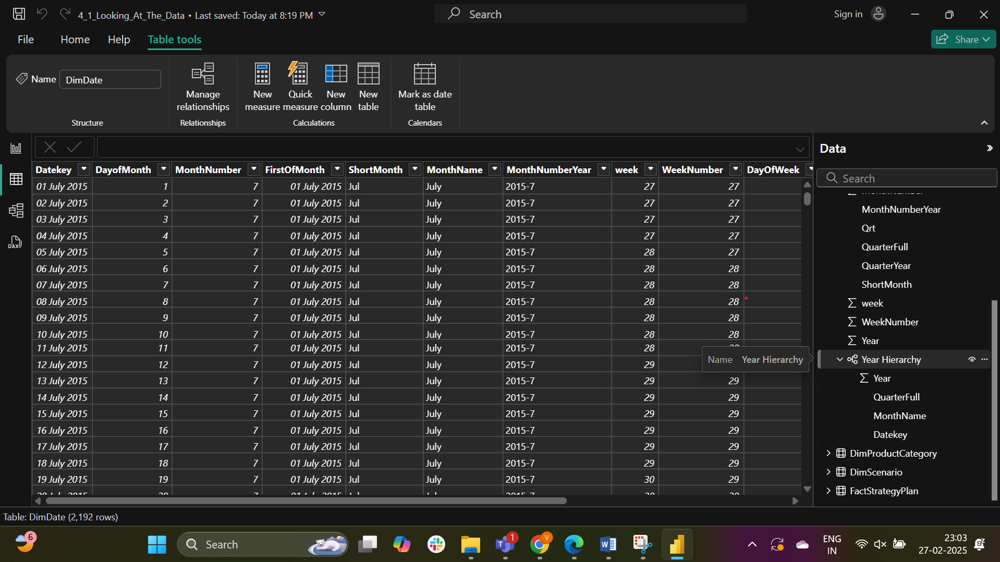 4_1_Looking_At_The_Data • Last saved: Today at 8:19 PM
Search
Sign in
File Home Help Table tools
Share
Name DimDate
Manage relationships
New measure
Quick measure
New column
New table
Mark as date table
Structure Relationships Calculations Calendars
Data
Search
Datekey DayofMonth MonthNumber FirstOfMonth ShortMonth MonthName MonthNumberYear week WeekNumber DayOfWeek
01 July 2015 1 7 01 July 2015 Jul July 2015-7 27 27
02 July 2015 2 7 01 July 2015 Jul July 2015-7 27 27
03 July 2015 3 7 01 July 2015 Jul July 2015-7 27 27
04 July 2015 4 7 01 July 2015 Jul July 2015-7 27 27
05 July 2015 5 7 01 July 2015 Jul July 2015-7 28 27
06 July 2015 6 7 01 July 2015 Jul July 2015-7 28 28
07 July 2015 7 7 01 July 2015 Jul July 2015-7 28 28
08 July 2015 8 7 01 July 2015 Jul July 2015-7 28 28
09 July 2015 9 7 01 July 2015 Jul July 2015-7 28 28
10 July 2015 10 7 01 July 2015 Jul July 2015-7 28 28
11 July 2015 11 7 01 July 2015 Jul July 2015-7 28
12 July 2015 12 7 01 July 2015 Jul July 2015-7 29
13 July 2015 13 7 01 July 2015 Jul July 2015-7 29 29
14 July 2015 14 7 01 July 2015 Jul July 2015-7 29 29
15 July 2015 15 7 01 July 2015 Jul July 2015-7 29 29
16 July 2015 16 7 01 July 2015 Jul July 2015-7 29 29
17 July 2015 17 7 01 July 2015 Jul July 2015-7 29 29
18 July 2015 18 7 01 July 2015 Jul July 2015-7 29 29
19 July 2015 19 7 01 July 2015 Jul July 2015-7 30 29
DAX
Name Year Hierarchy
MonthNumberYear
Qrt
QuarterFull
QuarterYear
ShortMonth
week
WeekNumber
Year
Year Hierarchy
Year
QuarterFull
MonthName
Datekey
DimProductCategory
DimScenario
FactStrategyPlan
Table: DimDate (2,192 rows)
6
Search
1
V
ENG
IN
23:03
27-02-2025